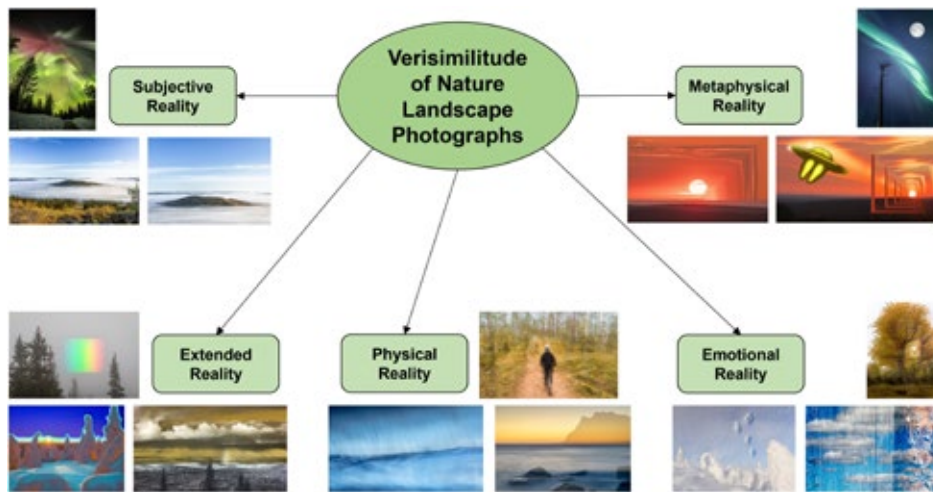 Verisimilitude
of Nature
Landscape
Photographs
Subjective
Reality
Metaphysical
Reality
Extended
Reality
Physical
Reality
Emotional
Reality